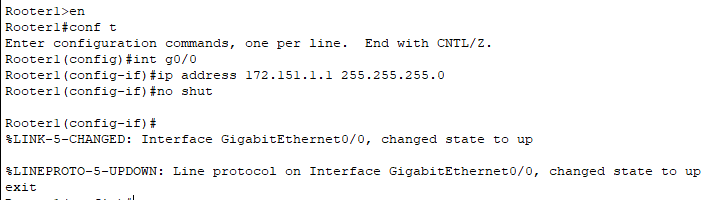 Rooter1>en
Rooter1#conf t
Enter configuration commands, one per line.  End with CNTL/Z.
Rooter1(config)#int g0/0
Rooter1(config-if)#ip address 172.151.1.1 255.255.255.0
Rooter1(config-if)#no shut
Rooter1(config-if)#
%LINK-5-CHANGED: Interface GigabitEthernet0/0, changed state to up
%LINEPROTO-5-UPDOWN: Line protocol on Interface GigabitEthernet0/0, changed state to up
exit